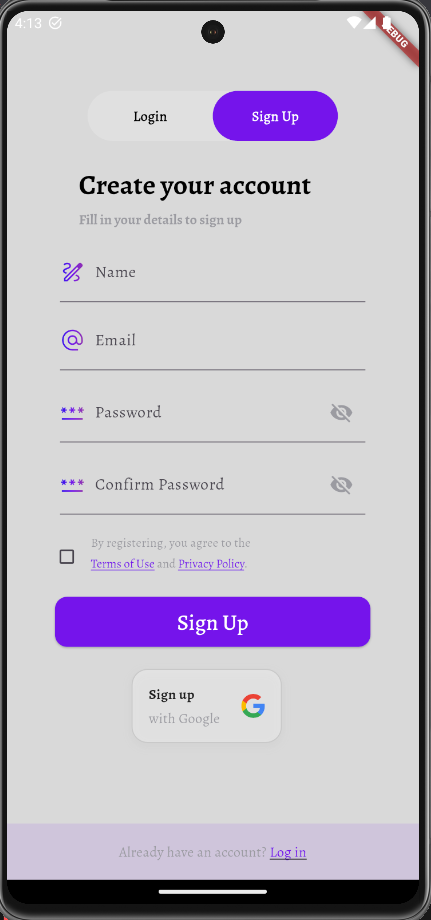 4:13
DEBUG
Login
Sign Up
Create your account
Fill in your details to sign up
Name
Email
*** Password
*** Confirm Password
By registering, you agree to the
Terms of Use and Privacy Policy.
Sign Up
Sign up
with Google
Already have an account? Log in